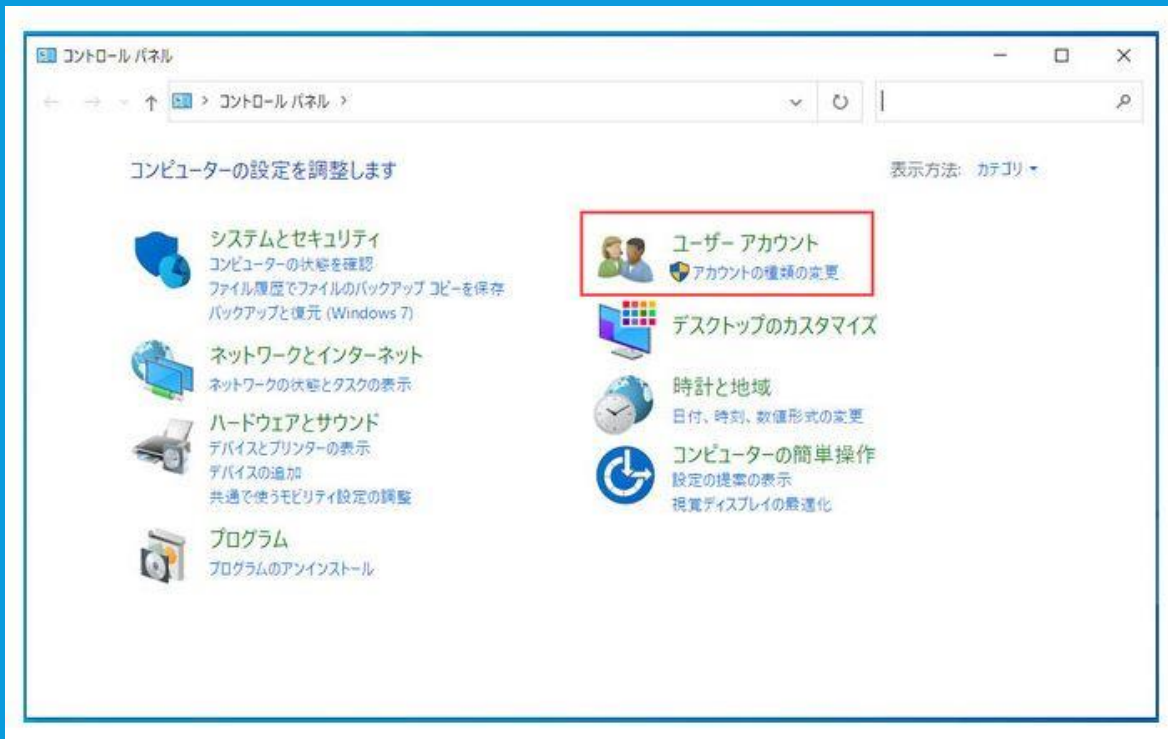 コントロール パネル
コントロール パネル
コンピューターの設定を調整します
表示方法: カテゴリ
システムとセキュリティ
コンピューターの状態を確認
ファイル履歴でファイルのバックアップ コピーを保存
バックアップと復元 (Windows 7)
ネットワークとインターネット
ネットワークの状態とタスクの表示
ハードウェアとサウンド
デバイスとプリンターの表示
デバイスの追加
共通で使うモビリティ設定の調整
プログラム
プログラムのアンインストール
ユーザー アカウント
アカウントの種類の変更
デスクトップのカスタマイズ
時計と地域
日付、時刻、数値形式の変更
コンピューターの簡単操作
設定の提案の表示
視覚ディスプレイの最適化